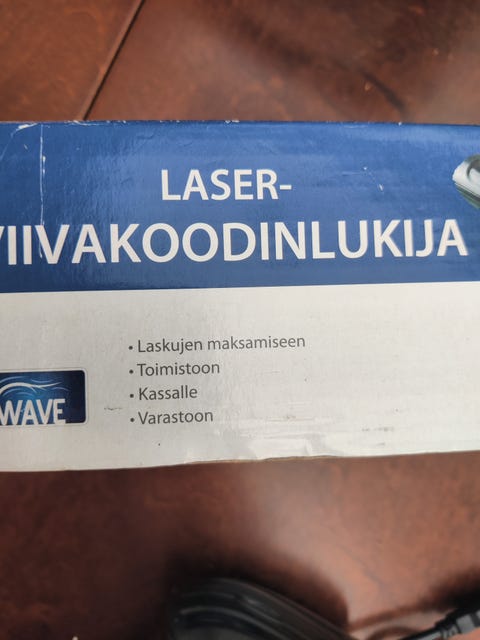 LASER-
VIIVAKOODINLUKIJA
• Laskujen maksamiseen
• Toimistoon
• Kassalle
• Varastoon
WAVE